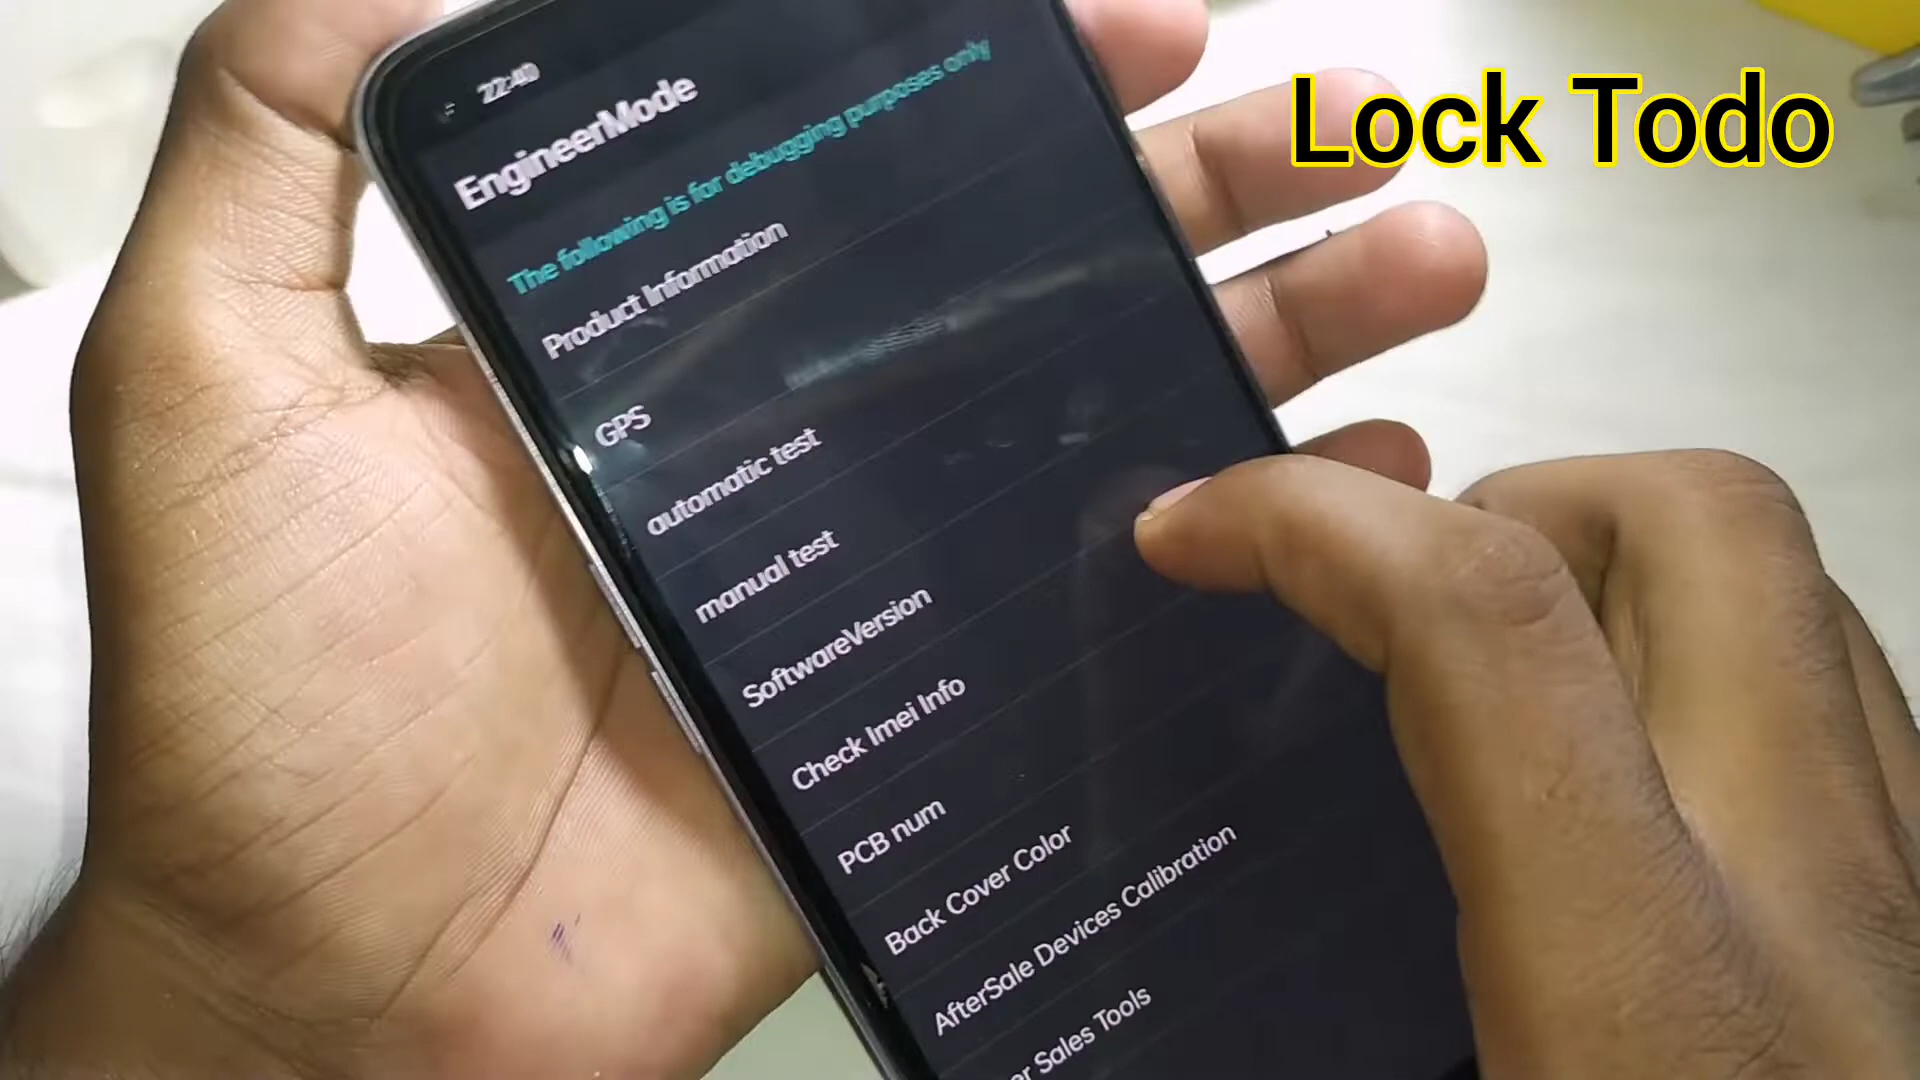 Lock Todo
22:40
EngineerMode
The following is for debugging purposes only
Product Information
GPS
automatic test
manual test
SoftwareVersion
Check Imei Info
PCB num
Back Cover Color
AfterSale Devices Calibration
er Sales Tools